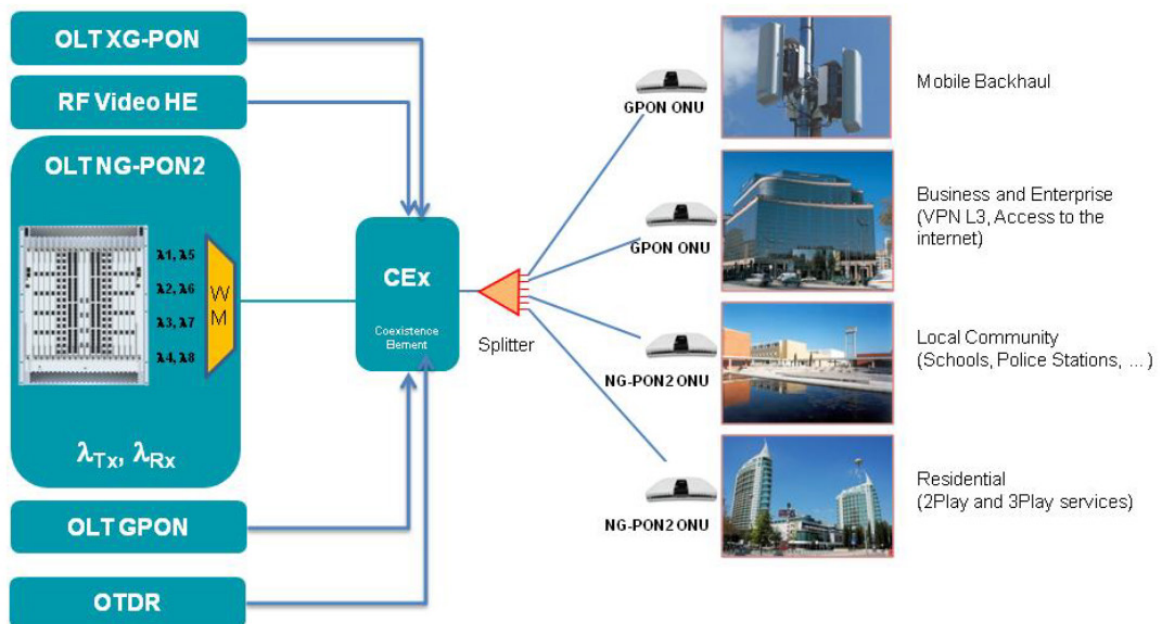 OLT XG-PON
RF Video HE
OLT NG-PON2
λ1, λ5
λ2, λ6
λ3, λ7
λ4, λ8
W
M
λTx, λRx
OLT GPON
OTDR
CEx
Coexistence
Element
Splitter
GPON ONU
GPON ONU
NG-PON2 ONU
NG-PON2 ONU
Mobile Backhaul
Business and Enterprise
(VPN L3, Access to the
internet)
Local Community
(Schools, Police Stations, ... )
Residential
(2Play and 3Play services)